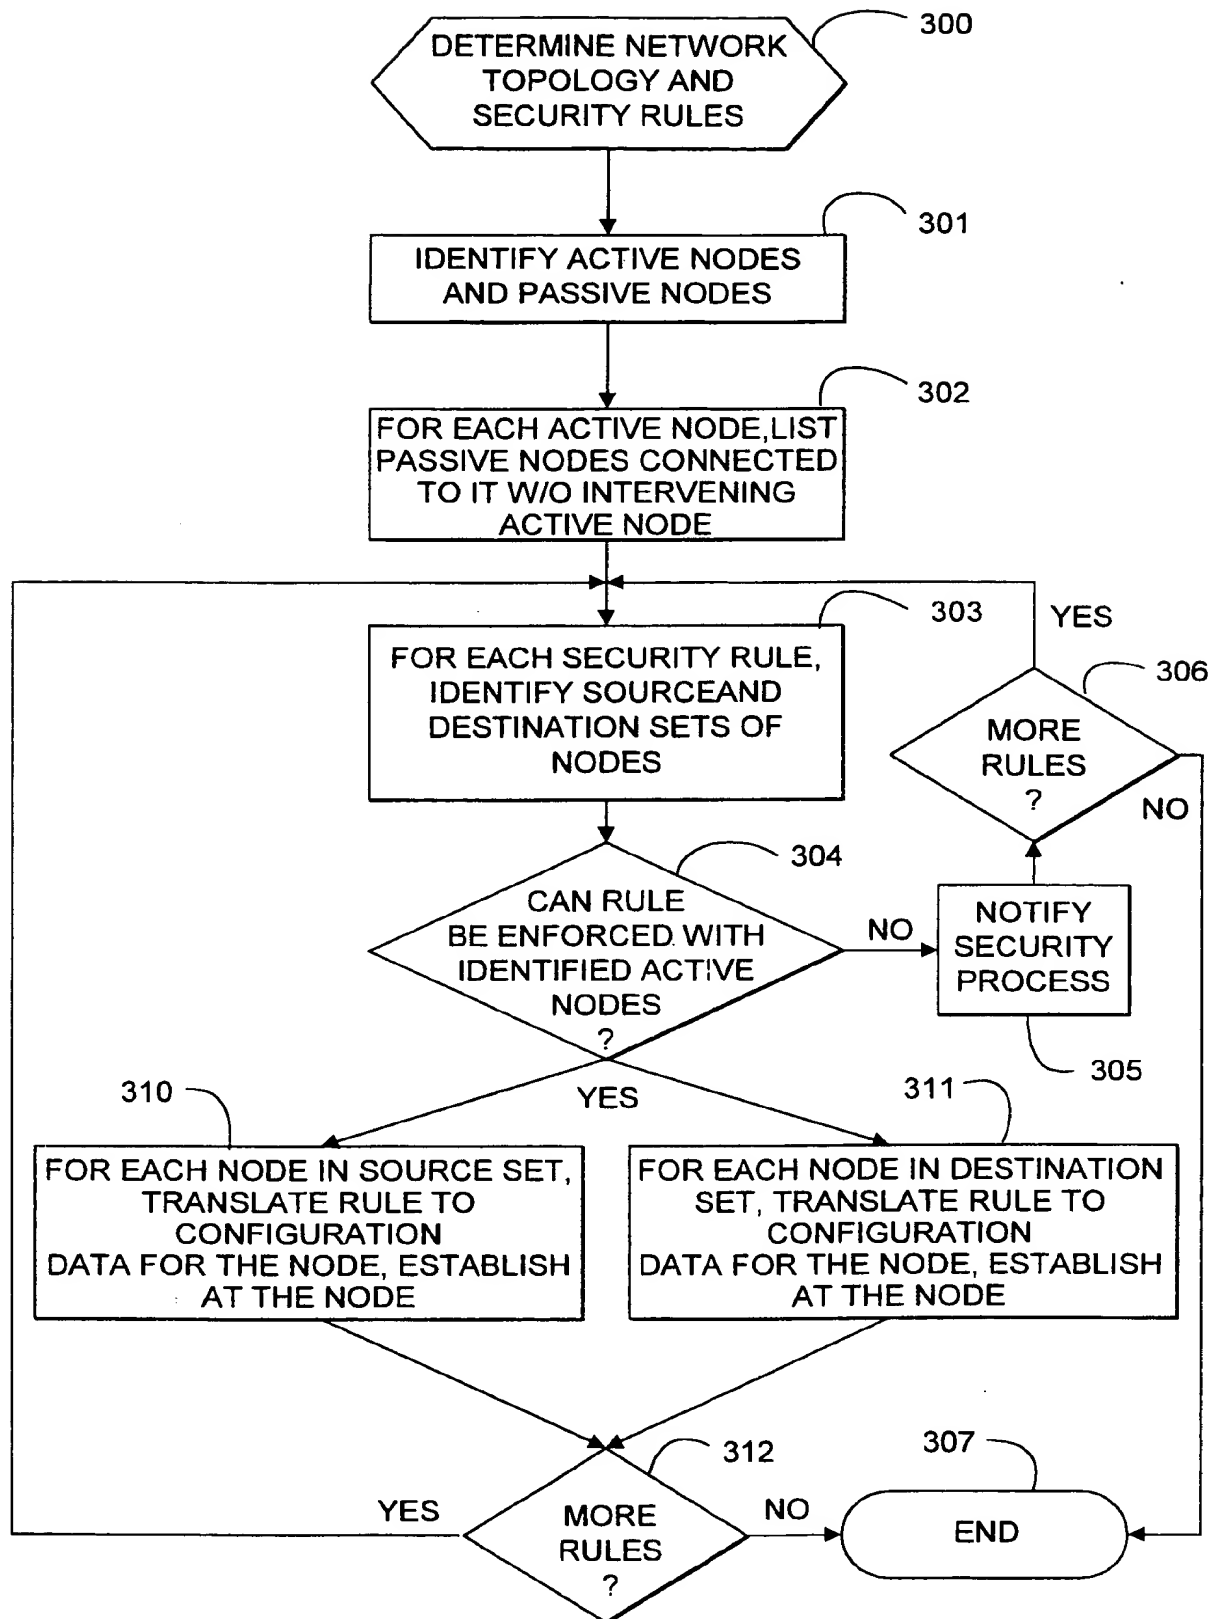 300
DETERMINE NETWORK
TOPOLOGY AND
SECURITY RULES
301
IDENTIFY ACTIVE NODES
AND PASSIVE NODES
302
FOR EACH ACTIVE NODE,LIST
PASSIVE NODES CONNECTED
TO IT W/O INTERVENING
ACTIVE NODE
303
FOR EACH SECURITY RULE,
IDENTIFY SOURCEAND
DESTINATION SETS OF
NODES
YES
306
MORE
RULES
?
NO
304
CAN RULE
BE ENFORCED WITH
IDENTIFIED ACTIVE
NODES
?
NO
NOTIFY
SECURITY
PROCESS
305
YES
310
FOR EACH NODE IN SOURCE SET,
TRANSLATE RULE TO
CONFIGURATION
DATA FOR THE NODE, ESTABLISH
AT THE NODE
311
FOR EACH NODE IN DESTINATION
SET, TRANSLATE RULE TO
CONFIGURATION
DATA FOR THE NODE, ESTABLISH
AT THE NODE
312
YES
MORE
RULES
?
NO
307
END